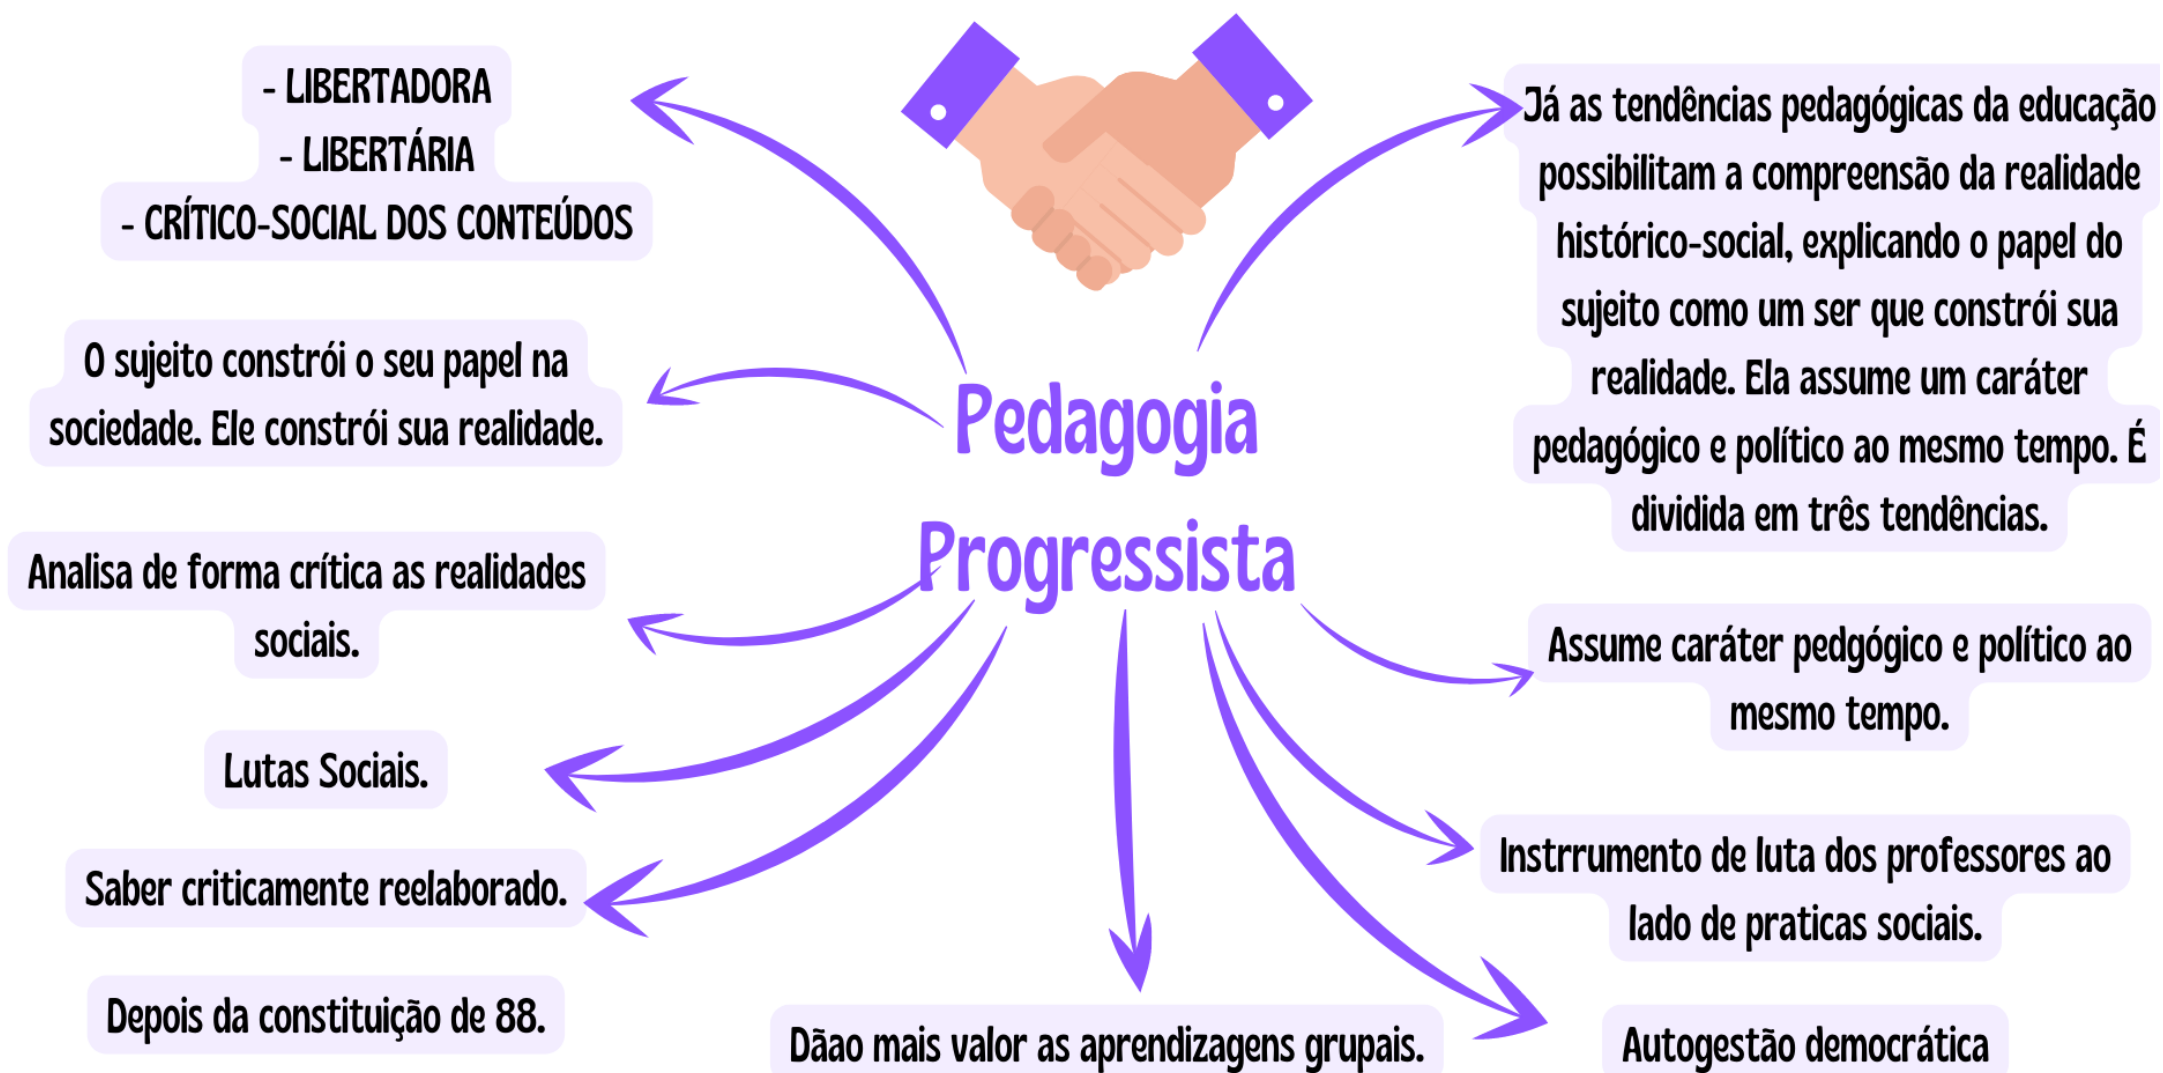 - LIBERTADORA
- LIBERTÁRIA
- CRÍTICO-SOCIAL DOS CONTEÚDOS
O sujeito constrói o seu papel na
sociedade. Ele constrói sua realidade.
Analisa de forma crítica as realidades
sociais.
Lutas Sociais.
Saber criticamente reelaborado.
Depois da constituição de 88.
Pedagogia
Progressista
Dãao mais valor as aprendizagens grupais.
Já as tendências pedagógicas da educação
possibilitam a compreensão da realidade
histórico-social, explicando o papel do
sujeito como um ser que constrói sua
realidade. Ela assume um caráter
pedagógico e político ao mesmo tempo. É
dividida em três tendências.
Assume caráter pedgógico e político ao
mesmo tempo.
Instrrumento de luta dos professores ao
lado de praticas sociais.
Autogestão democrática